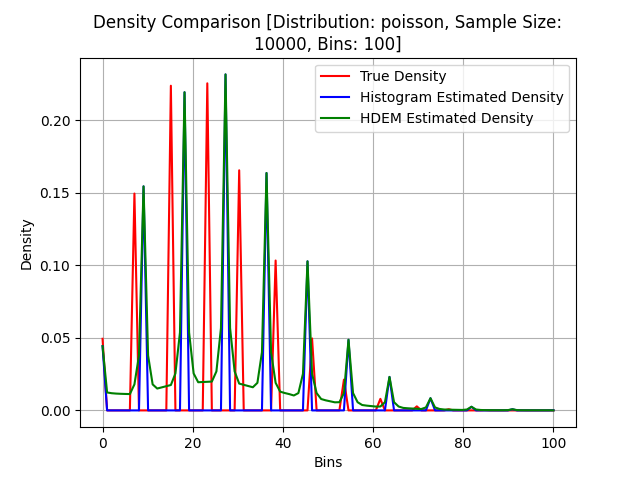 Density Comparison [Distribution: poisson, Sample Size:
10000, Bins: 100]
True Density
Histogram Estimated Density
HDEM Estimated Density
Density
0.20
0.15
0.10
0.05
0.00
0 20 40 60 80 100
Bins